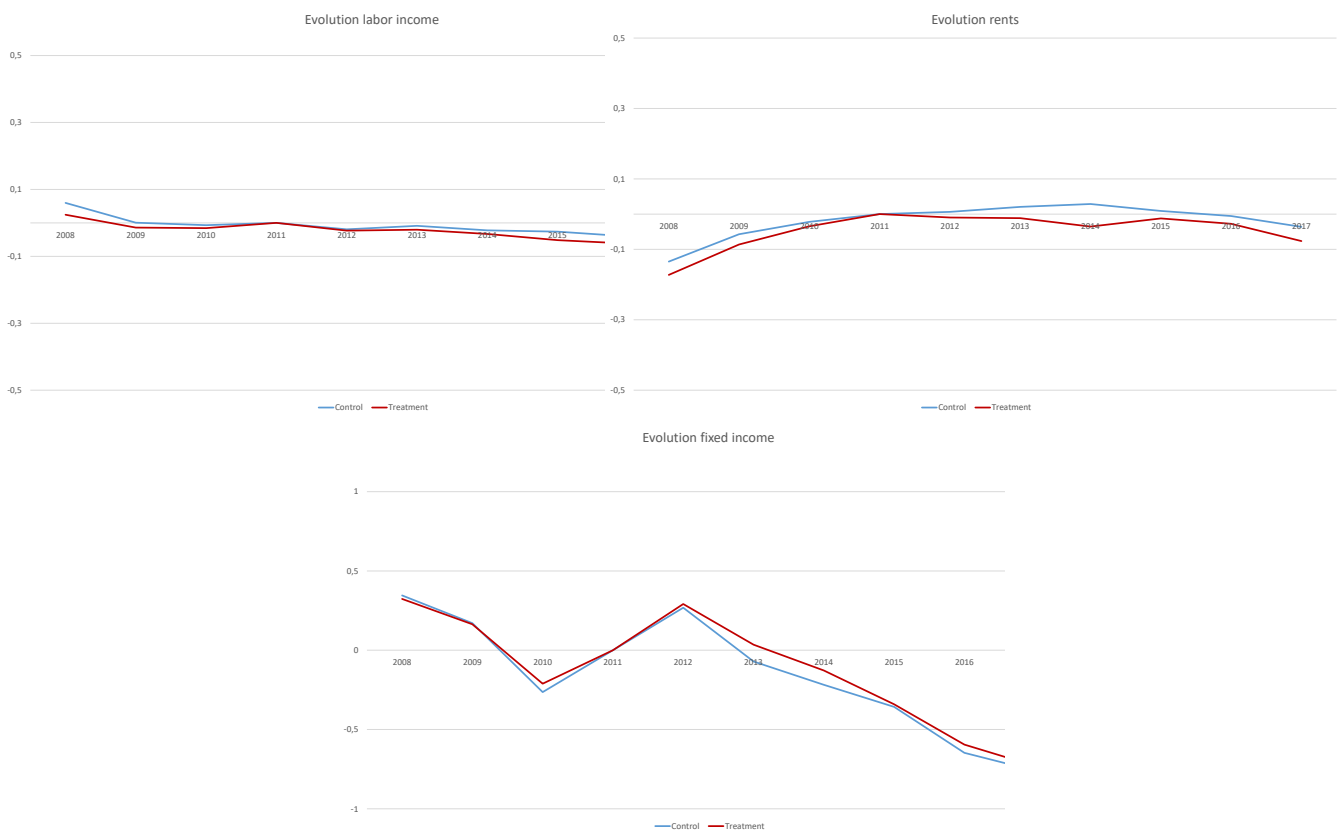 Evolution labor income
0,5
0,3
0,1
2008 2009 2010 2011 2012 2013 2014 2015
-0,1
-0,3
-0,5
Control Treatment
Evolution rents
0,5
0,3
0,1
2008 2009 2010 2011 2012 2013 2014 2015 2016 2017
-0,1
-0,3
-0,5
Control Treatment
Evolution fixed income
1
0,5
0
2008 2009 2010 2011 2012 2013 2014 2015 2016
-0,5
-1
Control Treatment